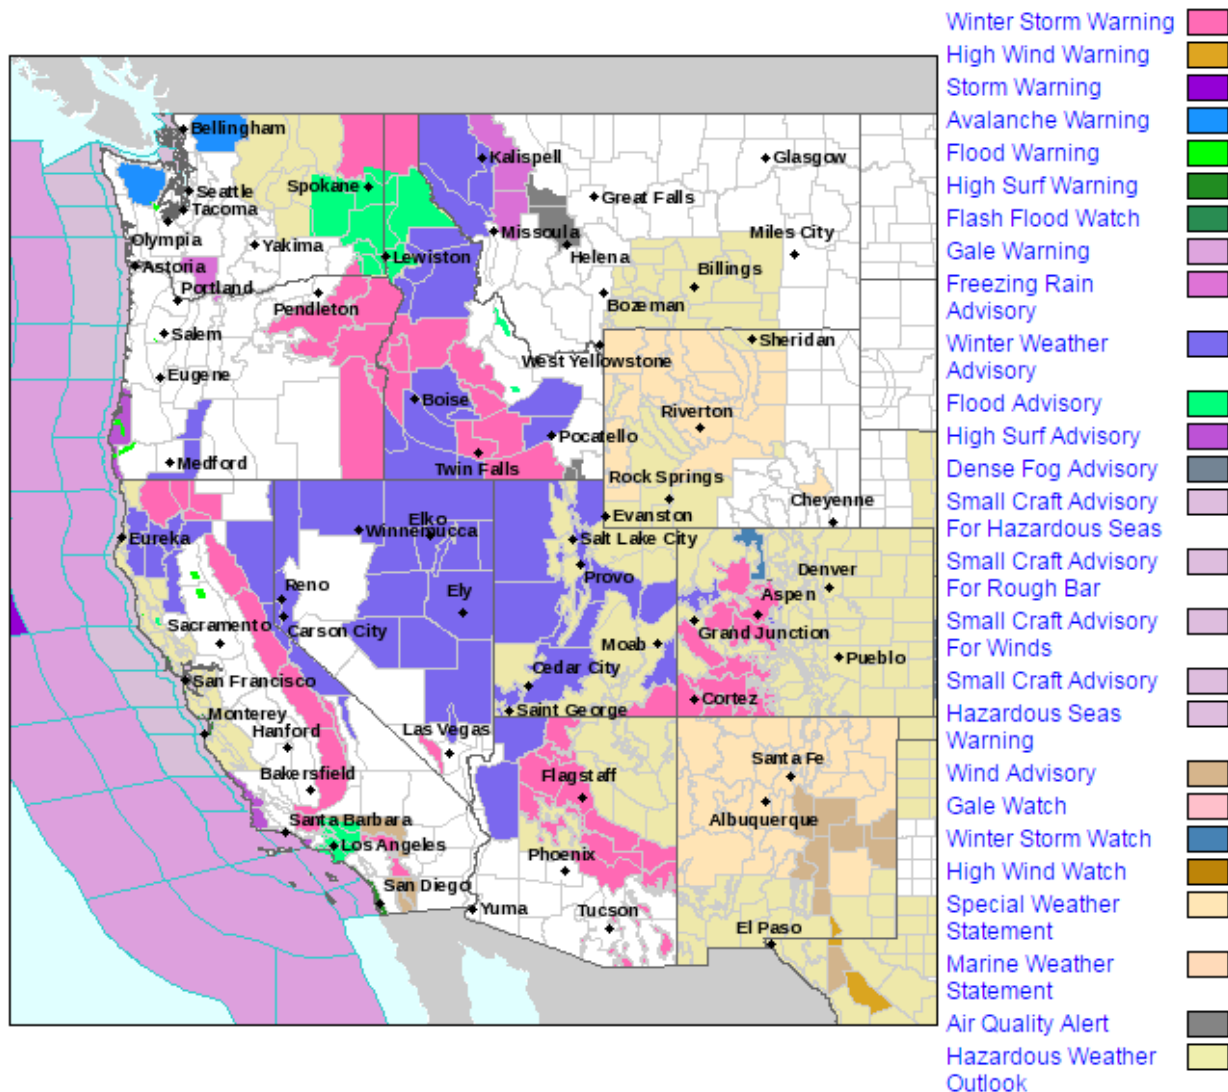 Bellingham
Kalispell
Glasgow
Spokane
Seattle
Great Falls
Tacoma
Olympia
Yakima
Missoula
Miles City
Astoria
Lewiston
Helena
Billings
Portland
Pendleton
Bozeman
Salem
Sheridan
West Yellowstone
Eugene
Boise
Riverton
Pocatello
Medford
Twin Falls
Rock Springs
Cheyenne
Elko
Evanston
Winnemucca
Eureka
Salt Lake City
Provo
Denver
Reno
Ely
Aspen
Sacramento
Carson City
Grand Junction
Moab
Pueblo
Cedar City
San Francisco
Cortez
Saint George
Monterey
Hanford
Las Vegas
Santa Fe
Bakersfield
Flagstaff
Albuquerque
Santa Barbara
Los Angeles
Phoenix
San Diego
Yuma
Tucson
El Paso
Winter Storm Warning
High Wind Warning
Storm Warning
Avalanche Warning
Flood Warning
High Surf Warning
Flash Flood Watch
Gale Warning
Freezing Rain
Advisory
Winter Weather
Advisory
Flood Advisory
High Surf Advisory
Dense Fog Advisory
Small Craft Advisory
For Hazardous Seas
Small Craft Advisory
For Rough Bar
Small Craft Advisory
For Winds
Small Craft Advisory
Hazardous Seas
Warning
Wind Advisory
Gale Watch
Winter Storm Watch
High Wind Watch
Special Weather
Statement
Marine Weather
Statement
Air Quality Alert
Hazardous Weather
Outlook